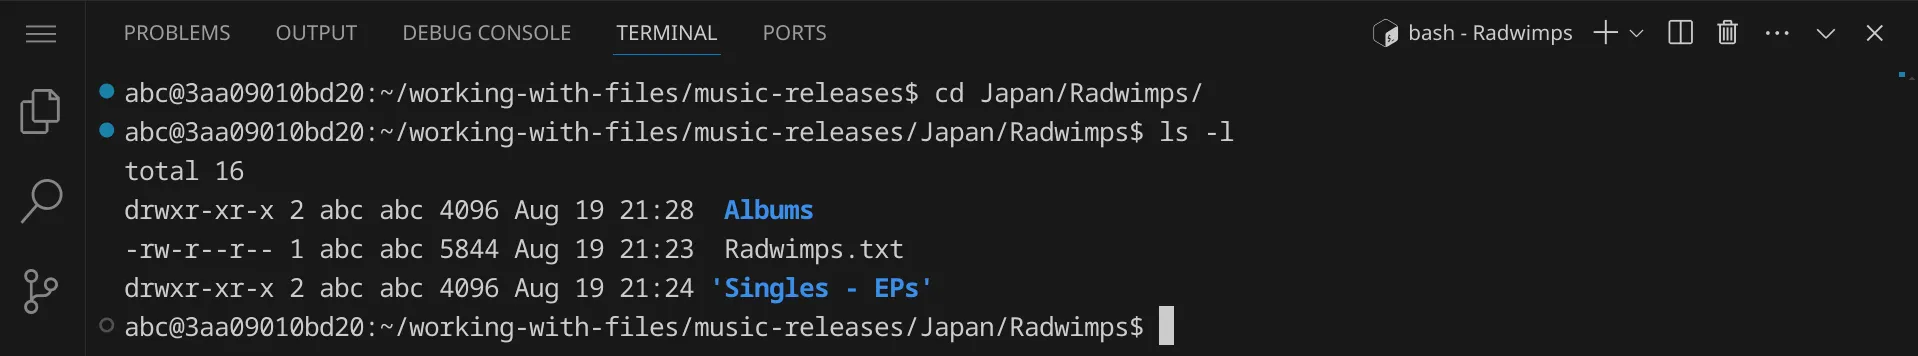 PROBLEMS OUTPUT DEBUG CONSOLE TERMINAL PORTS bash - Radwimps
abc@3aa09010bd20:~/working-with-files/music-releases$ cd Japan/Radwimps/
abc@3aa09010bd20:~/working-with-files/music-releases/Japan/Radwimps$ ls -l
total 16
drwxr-xr-x 2 abc abc 4096 Aug 19 21:28  Albums
-rw-r--r-- 1 abc abc 5844 Aug 19 21:23  Radwimps.txt
drwxr-xr-x 2 abc abc 4096 Aug 19 21:24 'Singles - EPs'
abc@3aa09010bd20:~/working-with-files/music-releases/Japan/Radwimps$